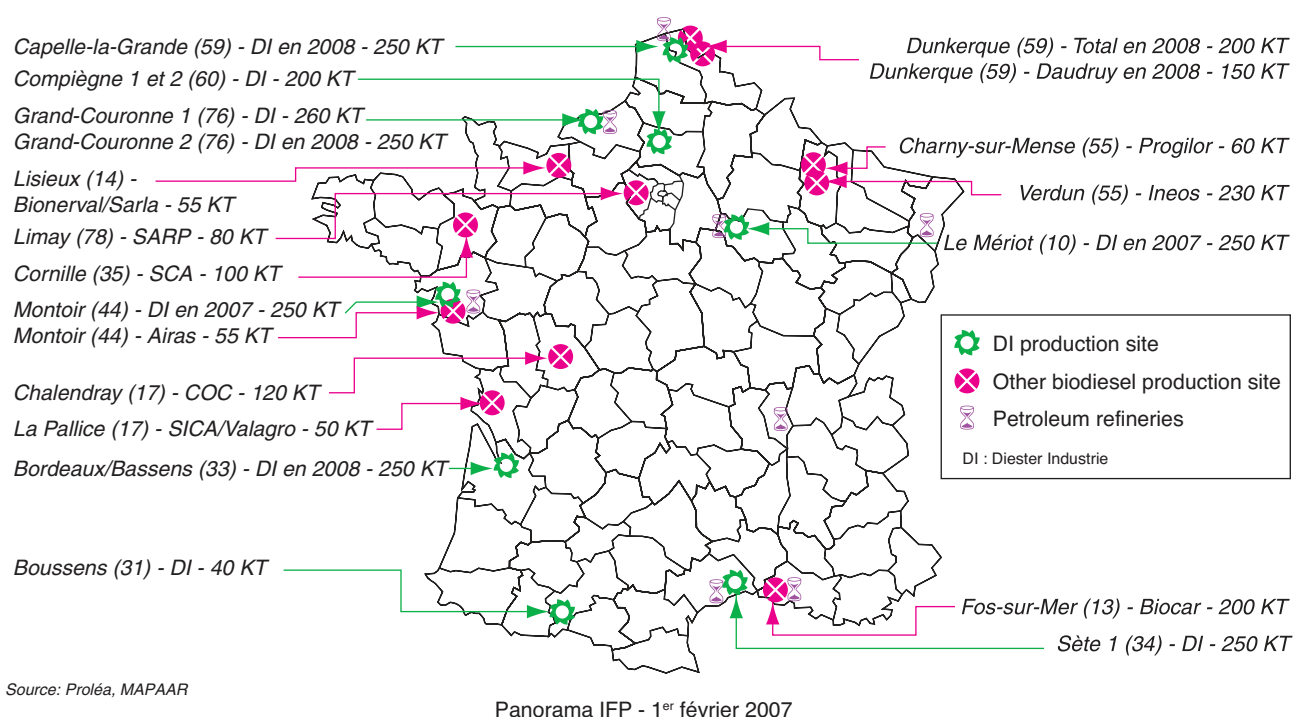 Capelle-la-Grande (59) - DI en 2008 - 250 KT
Compiègne 1 et 2 (60) - DI - 200 KT
Grand-Couronne 1 (76) - DI - 260 KT
Grand-Couronne 2 (76) - DI en 2008 - 250 KT
Lisieux (14) -
Bionerval/Sarla - 55 KT
Limay (78) - SARP - 80 KT
Cornille (35) - SCA - 100 KT
Montoir (44) - DI en 2007 - 250 KT
Montoir (44) - Airas - 55 KT
Chalendray (17) - COC - 120 KT
La Pallice (17) - SICA/Valagro - 50 KT
Bordeaux/Bassens (33) - DI en 2008 - 250 KT
Boussens (31) - DI - 40 KT
Dunkerque (59) - Total en 2008 - 200 KT
Dunkerque (59) - Daudruy en 2008 - 150 KT
Charny-sur-Mense (55) - Progilor - 60 KT
Verdun (55) - Ineos - 230 KT
Le Mériot (10) - DI en 2007 - 250 KT
DI production site
Other biodiesel production site
Petroleum refineries
DI : Diester Industrie
Fos-sur-Mer (13) - Biocar - 200 KT
Sète 1 (34) - DI - 250 KT
Source: Proléa, MAPAAR
Panorama IFP - 1er février 2007